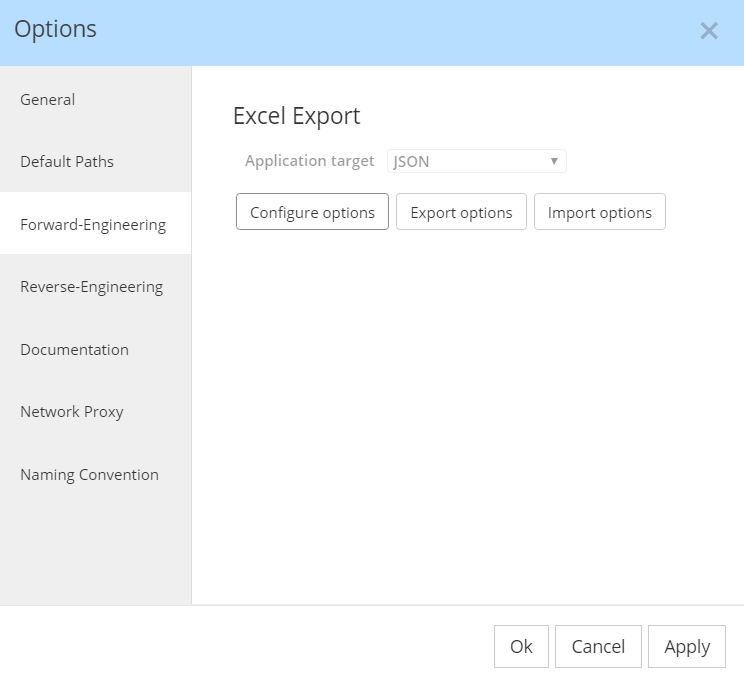 Options
General
Default Paths
Forward-Engineering
Reverse-Engineering
Documentation
Network Proxy
Naming Convention
Excel Export
Application target JSON
Configure options Export options Import options
Ok Cancel Apply